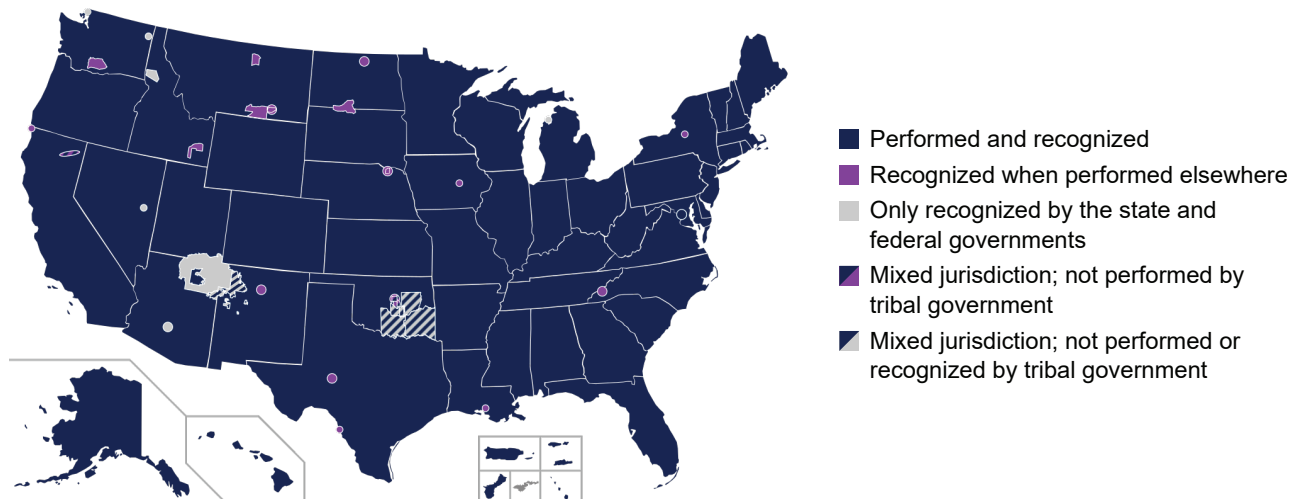 Performed and recognized
Recognized when performed elsewhere
Only recognized by the state and
federal governments
Mixed jurisdiction; not performed by
tribal government
Mixed jurisdiction; not performed or
recognized by tribal government